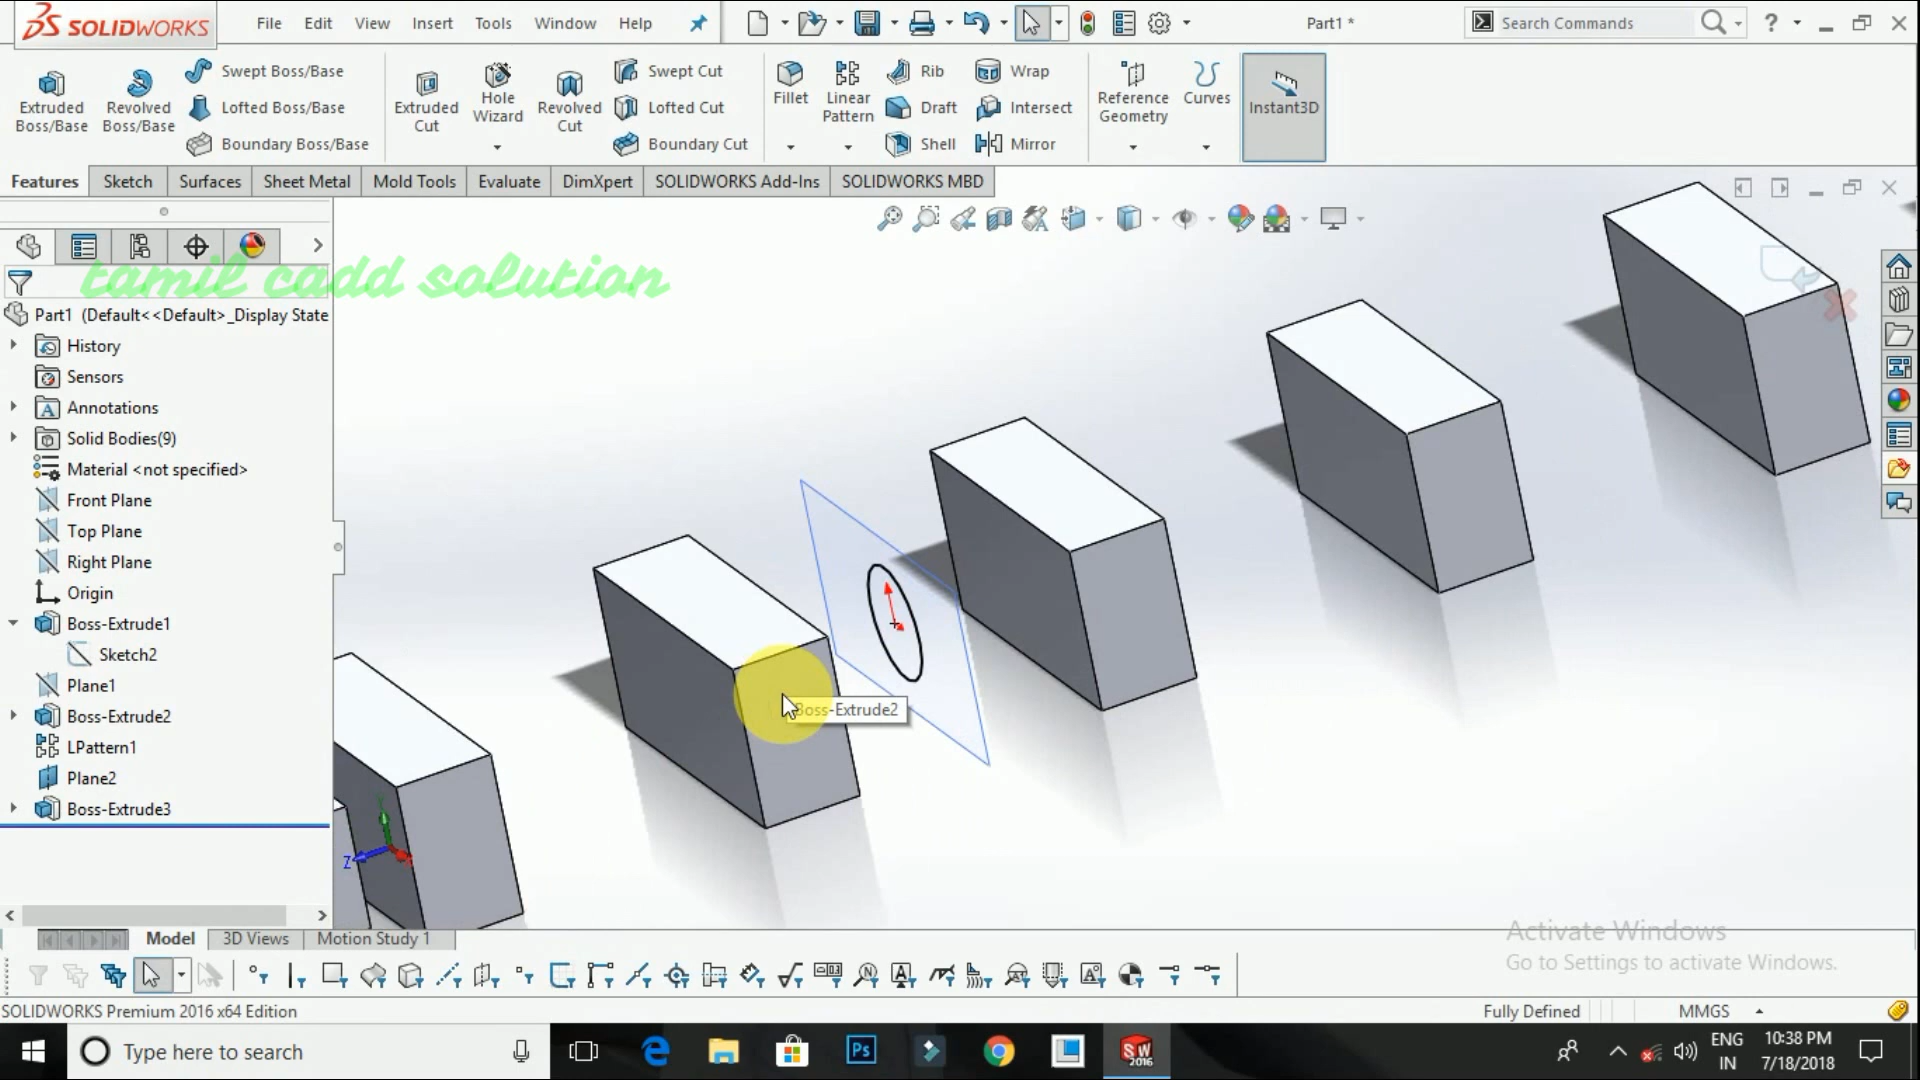 SOLIDWORKS File Edit View Insert Tools Window Help Part1 * Search Commands ?
Extruded Boss/Base
Revolved Boss/Base
Swept Boss/Base
Lofted Boss/Base
Boundary Boss/Base
Extruded Cut
Hole Wizard
Revolved Cut
Swept Cut
Lofted Cut
Boundary Cut
Fillet
Linear Pattern
Rib
Draft
Shell
Wrap
Intersect
Mirror
Reference Geometry
Curves
Instant3D
Features Sketch Surfaces Sheet Metal Mold Tools Evaluate DimXpert SOLIDWORKS Add-Ins SOLIDWORKS MBD
tamil cadd solution
Part1 (Default<<Default>_Display State
History
Sensors
Annotations
Solid Bodies(9)
Material <not specified>
Front Plane
Top Plane
Right Plane
Origin
Boss-Extrude1
Sketch2
Plane1
Boss-Extrude2
LPattern1
Plane2
Boss-Extrude3
Boss-Extrude2
Y
Z
Model 3D Views Motion Study 1
Activate Windows
Go to Settings to activate Windows.
SOLIDWORKS Premium 2016 x64 Edition Fully Defined MMGS
Type here to search
Ps
SW 2016
ENG IN
10:38 PM
7/18/2018